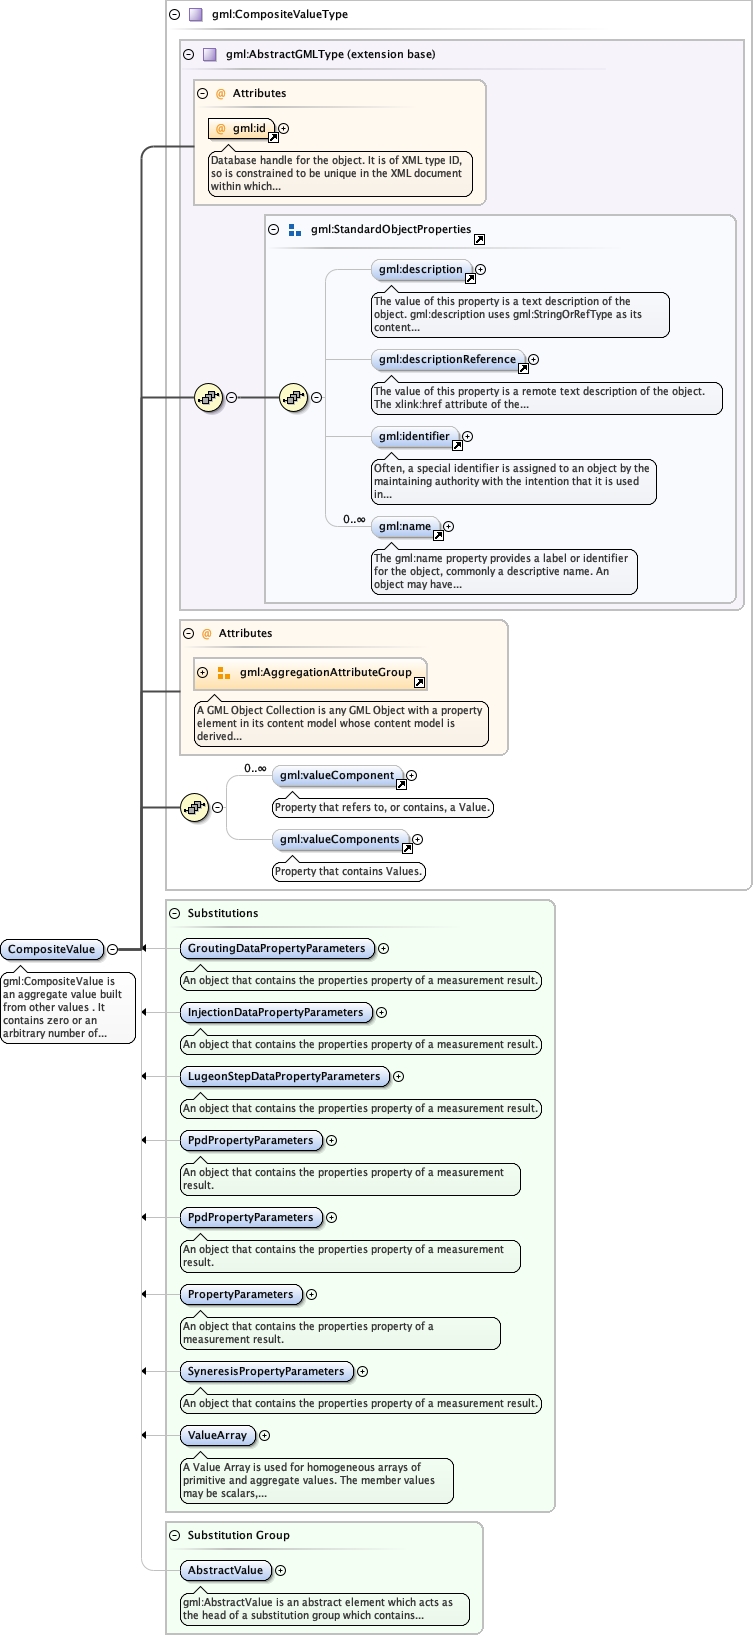 gml:CompositeValueType
gml:AbstractGMLType (extension base)
@ Attributes
@ gml:id
Database handle for the object. It is of XML type ID,
so is constrained to be unique in the XML document
within which...
gml:StandardObjectProperties
gml:description
The value of this property is a text description of the
object. gml:description uses gml:StringOrRefType as its
content...
gml:descriptionReference
The value of this property is a remote text description of the object.
The xlink:href attribute of the...
gml:identifier
Often, a special identifier is assigned to an object by the
maintaining authority with the intention that it is used
in...
0..∞
gml:name
The gml:name property provides a label or identifier
for the object, commonly a descriptive name. An
object may have...
@ Attributes
gml:AggregationAttributeGroup
A GML Object Collection is any GML Object with a property
element in its content model whose content model is
derived...
0..∞
gml:valueComponent
Property that refers to, or contains, a Value.
gml:valueComponents
Property that contains Values.
CompositeValue
gml:CompositeValue is
an aggregate value built
from other values . It
contains zero or an
arbitrary number of...
Substitutions
GroutingDataPropertyParameters
An object that contains the properties property of a measurement result.
InjectionDataPropertyParameters
An object that contains the properties property of a measurement result.
LugeonStepDataPropertyParameters
An object that contains the properties property of a measurement result.
PpdPropertyParameters
An object that contains the properties property of a measurement
result.
PpdPropertyParameters
An object that contains the properties property of a measurement
result.
PropertyParameters
An object that contains the properties property of a
measurement result.
SyneresisPropertyParameters
An object that contains the properties property of a measurement result.
ValueArray
A Value Array is used for homogeneous arrays of
primitive and aggregate values. The member values
may be scalars,...
Substitution Group
AbstractValue
gml:AbstractValue is an abstract element which acts as
the head of a substitution group which contains...